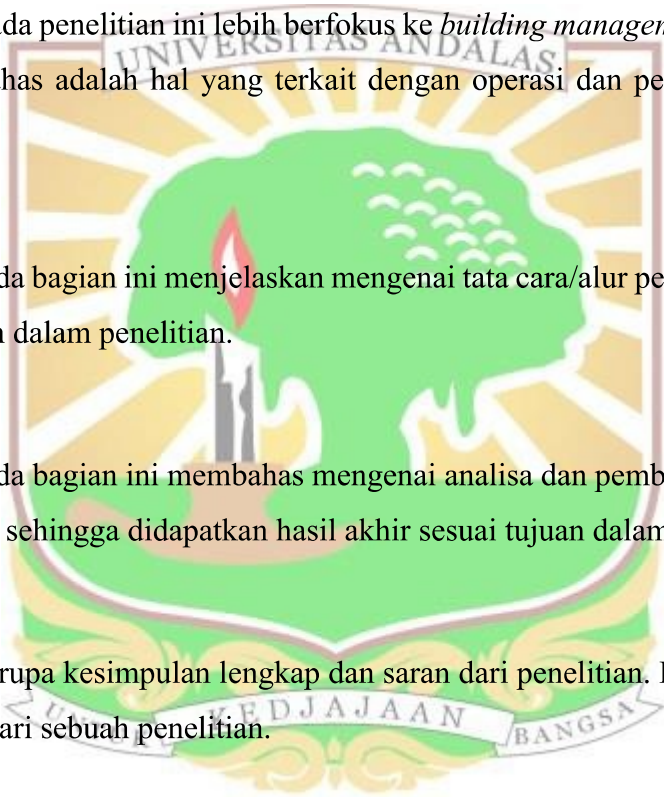 ada penelitian ini lebih berfokus ke building managem
UNIVERSITAS ANDALAS
has adalah hal yang terkait dengan operasi dan pe
da bagian ini menjelaskan mengenai tata cara/alur pe
dalam penelitian.
da bagian ini membahas mengenai analisa dan pemb
sehingga didapatkan hasil akhir sesuai tujuan dalam
rupa kesimpulan lengkap dan saran dari penelitian.
UNTUK KEDJAJAAN BANGSA
ari sebuah penelitian.